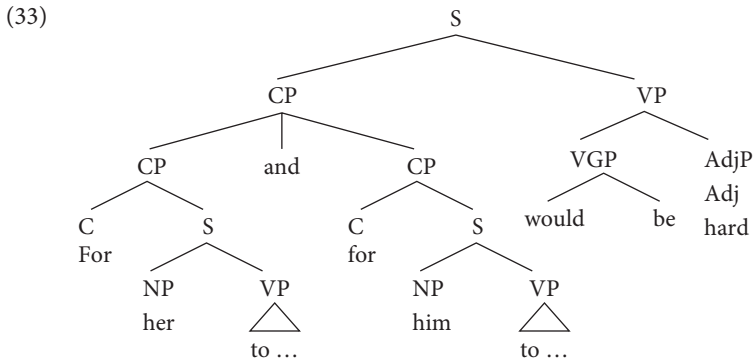 (33)
S
CP VP
CP and CP VGP AdjP
C S C S would be Adj
For for hard
NP VP NP VP
her him
to … to …